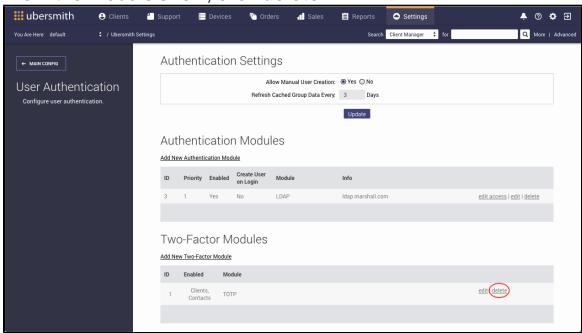 ubersmith
Clients
Support
Devices
Orders
Sales
Reports
Settings
You Are Here: default
/ Ubersmith Settings
Search Client Manager for
More | Advanced
← MAIN CONFIG
User Authentication
Configure user authentication.
Authentication Settings
Allow Manual User Creation: Yes No
Refresh Cached Group Data Every: 3 Days
Update
Authentication Modules
Add New Authentication Module
ID Priority Enabled Create User on Login Module Info
3 1 Yes No LDAP ldap.marshall.com edit access | edit | delete
Two-Factor Modules
Add New Two-Factor Module
ID Enabled Module
1 Clients, Contacts TOTP edit | delete